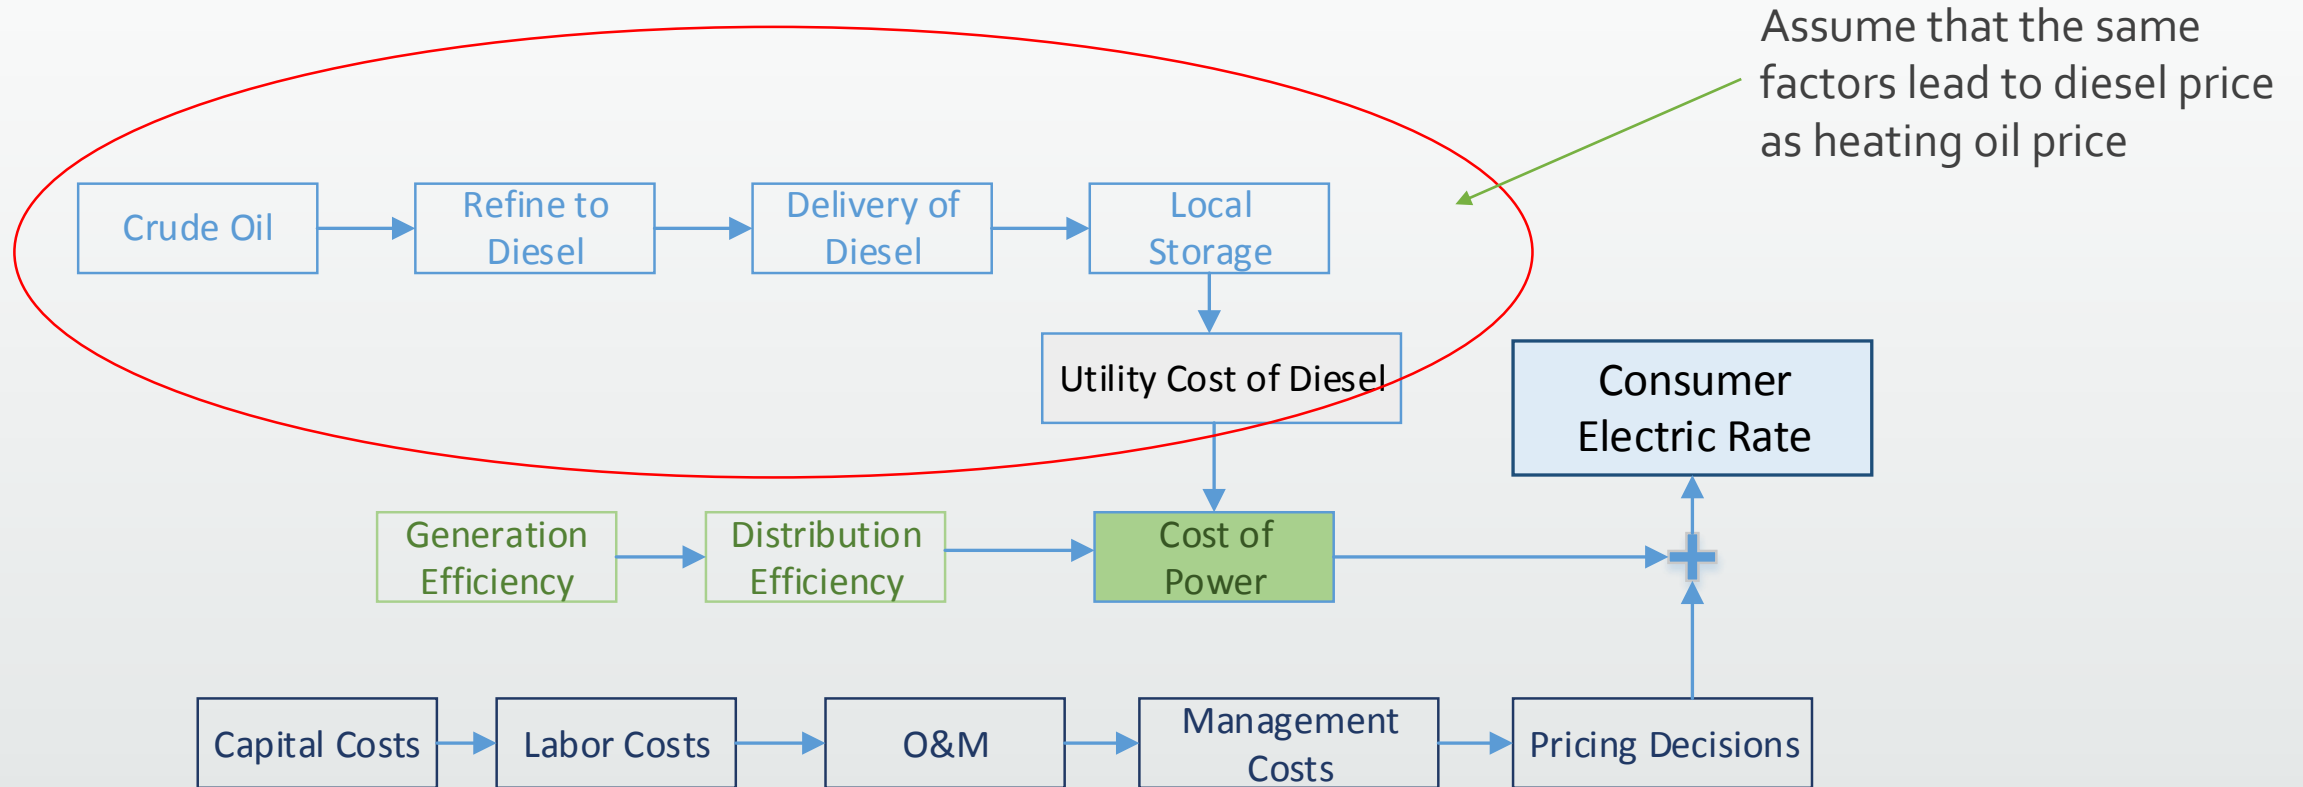 Assume that the same
factors lead to diesel price
as heating oil price
Crude Oil
Refine to
Diesel
Delivery of
Diesel
Local
Storage
Utility Cost of Diesel
Consumer
Electric Rate
Generation
Efficiency
Distribution
Efficiency
Cost of
Power
Capital Costs
Labor Costs
O&M
Management
Costs
Pricing Decisions